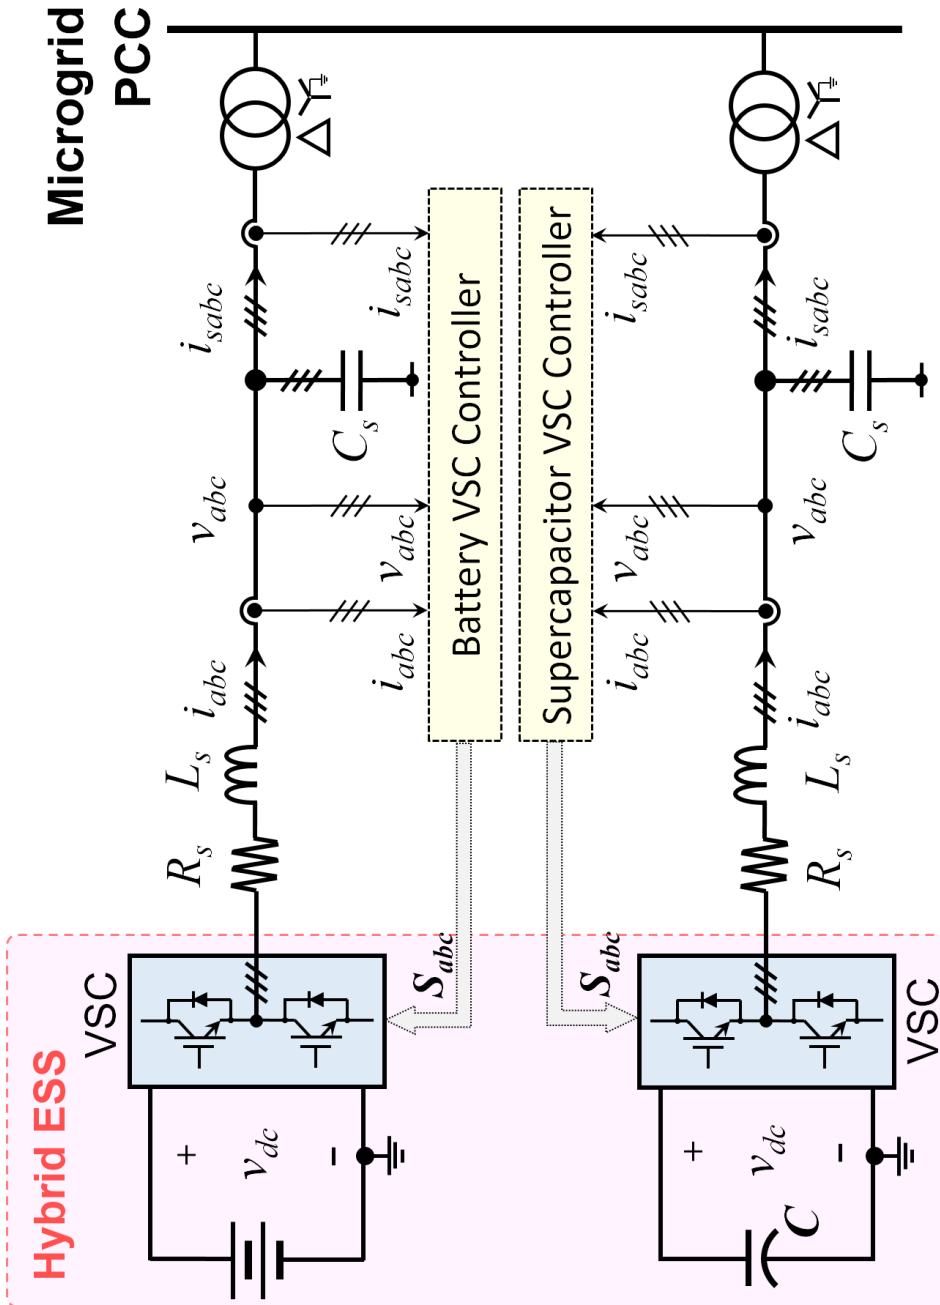 Microgrid
PCC
Hybrid ESS
VSC
+
v_dc
−
S_abc
R_s
L_s
i_abc
v_abc
C_s
i_sabc
i_abc
v_abc
i_sabc
Battery VSC Controller
Supercapacitor VSC Controller
i_abc
v_abc
i_sabc
S_abc
+
v_dc
−
C
VSC
R_s
L_s
i_abc
v_abc
C_s
i_sabc